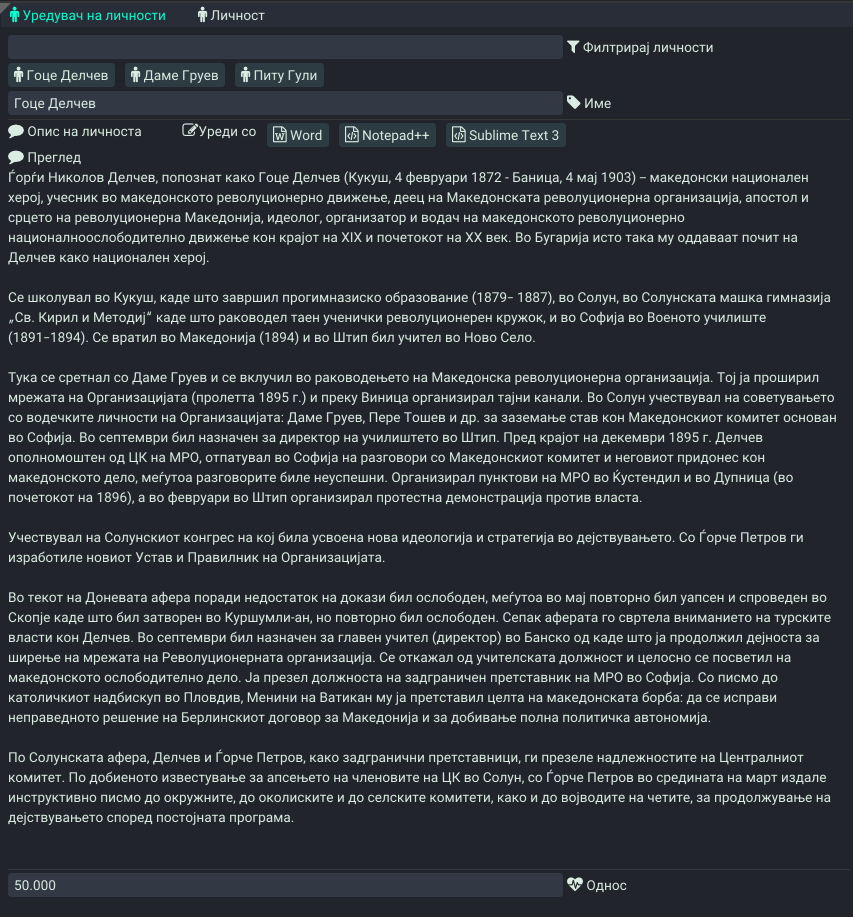 Уредувач на личности Личност
Филтрирај личности
Гоце Делчев Даме Груев Питу Гули
Гоце Делчев Име
Опис на личноста Уреди со Word Notepad++ Sublime Text 3
Преглед
Ѓорѓи Николов Делчев, попознат како Гоце Делчев (Кукуш, 4 февруари 1872 - Баница, 4 мај 1903) – македонски национален
херој, учесник во македонското револуционерно движење, деец на Македонската револуционерна организација, апостол и
срцето на револуционерна Македонија, идеолог, организатор и водач на македонското револуционерно
националноослободително движење кон крајот на XIX и почетокот на XX век. Во Бугарија исто така му оддаваат почит на
Делчев како национален херој.
Се школувал во Кукуш, каде што завршил прогимназиско образование (1879– 1887), во Солун, во Солунската машка гимназија
„Св. Кирил и Методиј“ каде што раководел таен ученички револуционерен кружок, и во Софија во Военото училиште
(1891–1894). Се вратил во Македонија (1894) и во Штип бил учител во Ново Село.
Тука се сретнал со Даме Груев и се вклучил во раководењето на Македонска револуционерна организација. Тој ја проширил
мрежата на Организацијата (пролетта 1895 г.) и преку Виница организирал тајни канали. Во Солун учествувал на советувањето
со водечките личности на Организацијата: Даме Груев, Пере Тошев и др. за заземање став кон Македонскиот комитет основан
во Софија. Во септември бил назначен за директор на училиштето во Штип. Пред крајот на декември 1895 г. Делчев
ополномоштен од ЦК на МРО, отпатувал во Софија на разговори со Македонскиот комитет и неговиот придонес кон
македонското дело, меѓутоа разговорите биле неуспешни. Организирал пунктови на МРО во Ќустендил и во Дупница (во
почетокот на 1896), а во февруари во Штип организирал протестна демонстрација против власта.
Учествувал на Солунскиот конгрес на кој била усвоена нова идеологија и стратегија во дејствувањето. Со Ѓорче Петров ги
изработиле новиот Устав и Правилник на Организацијата.
Во текот на Доневата афера поради недостаток на докази бил ослободен, меѓутоа во мај повторно бил уапсен и спроведен во
Скопје каде што бил затворен во Куршумли-ан, но повторно бил ослободен. Сепак аферата го свртела вниманието на турските
власти кон Делчев. Во септември бил назначен за главен учител (директор) во Банско од каде што ја продолжил дејноста за
ширење на мрежата на Револуционерната организација. Се откажал од учителската должност и целосно се посветил на
македонското ослободително дело. Ја презел должноста на задграничен претставник на МРО во Софија. Со писмо до
католичкиот надбискуп во Пловдив, Менини на Ватикан му ја претставил целта на македонската борба: да се исправи
неправедното решение на Берлинскиот договор за Македонија и за добивање полна политичка автономија.
По Солунската афера, Делчев и Ѓорче Петров, како задгранични претставници, ги презеле надлежностите на Централниот
комитет. По добиеното известување за апсењето на членовите на ЦК во Солун, со Ѓорче Петров во средината на март издале
инструктивно писмо до окружните, до околиските и до селските комитети, како и до војводите на четите, за продолжување на
дејствувањето според постојната програма.
50.000 Однос